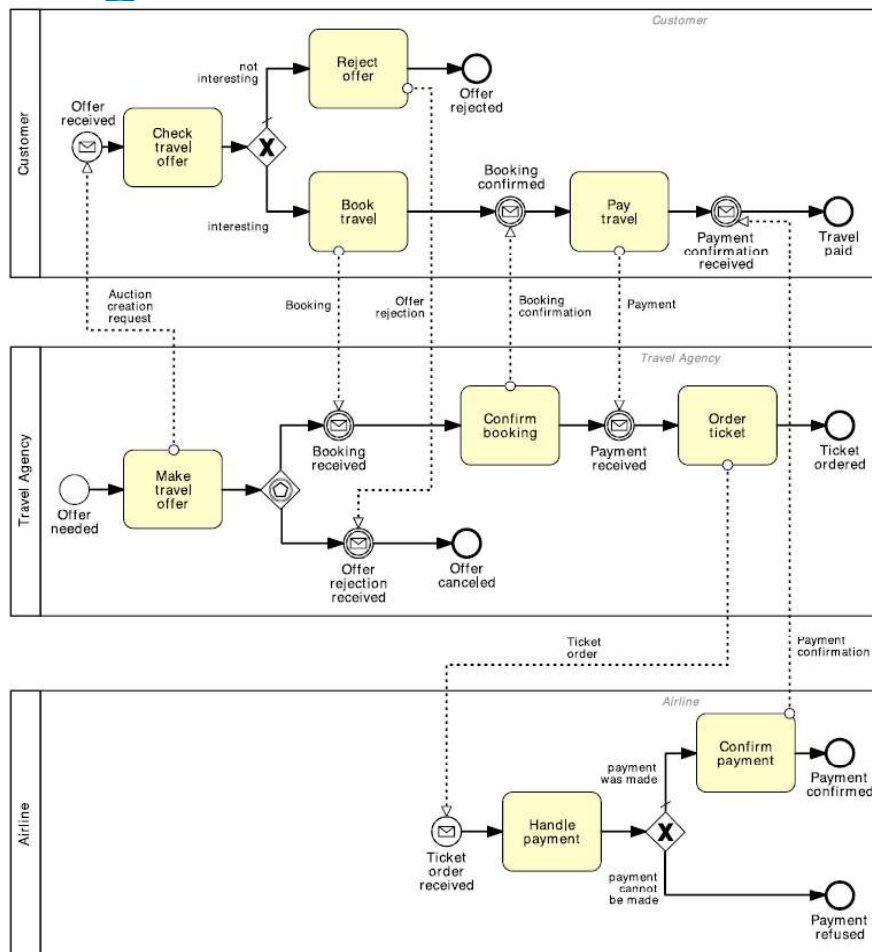 Customer
Customer
not
interesting
Reject
offer
Offer
rejected
Offer
received
Check
travel
offer
X
Booking
confirmed
Book
travel
interesting
Pay
travel
Payment
confirmation
received
Travel
paid
Auction
creation
request
Booking
Offer
rejection
Booking
confirmation
Payment
Travel Agency
Travel Agency
Confirm
booking
Order
ticket
Booking
received
Payment
received
Ticket
ordered
Make
travel
offer
Offer
needed
Offer
rejection
received
Offer
canceled
Ticket
order
Payment
confirmation
Airline
Airline
Confirm
payment
payment
was made
Payment
confirmed
Handle
payment
X
Ticket
order
received
payment
cannot
be made
Payment
refused